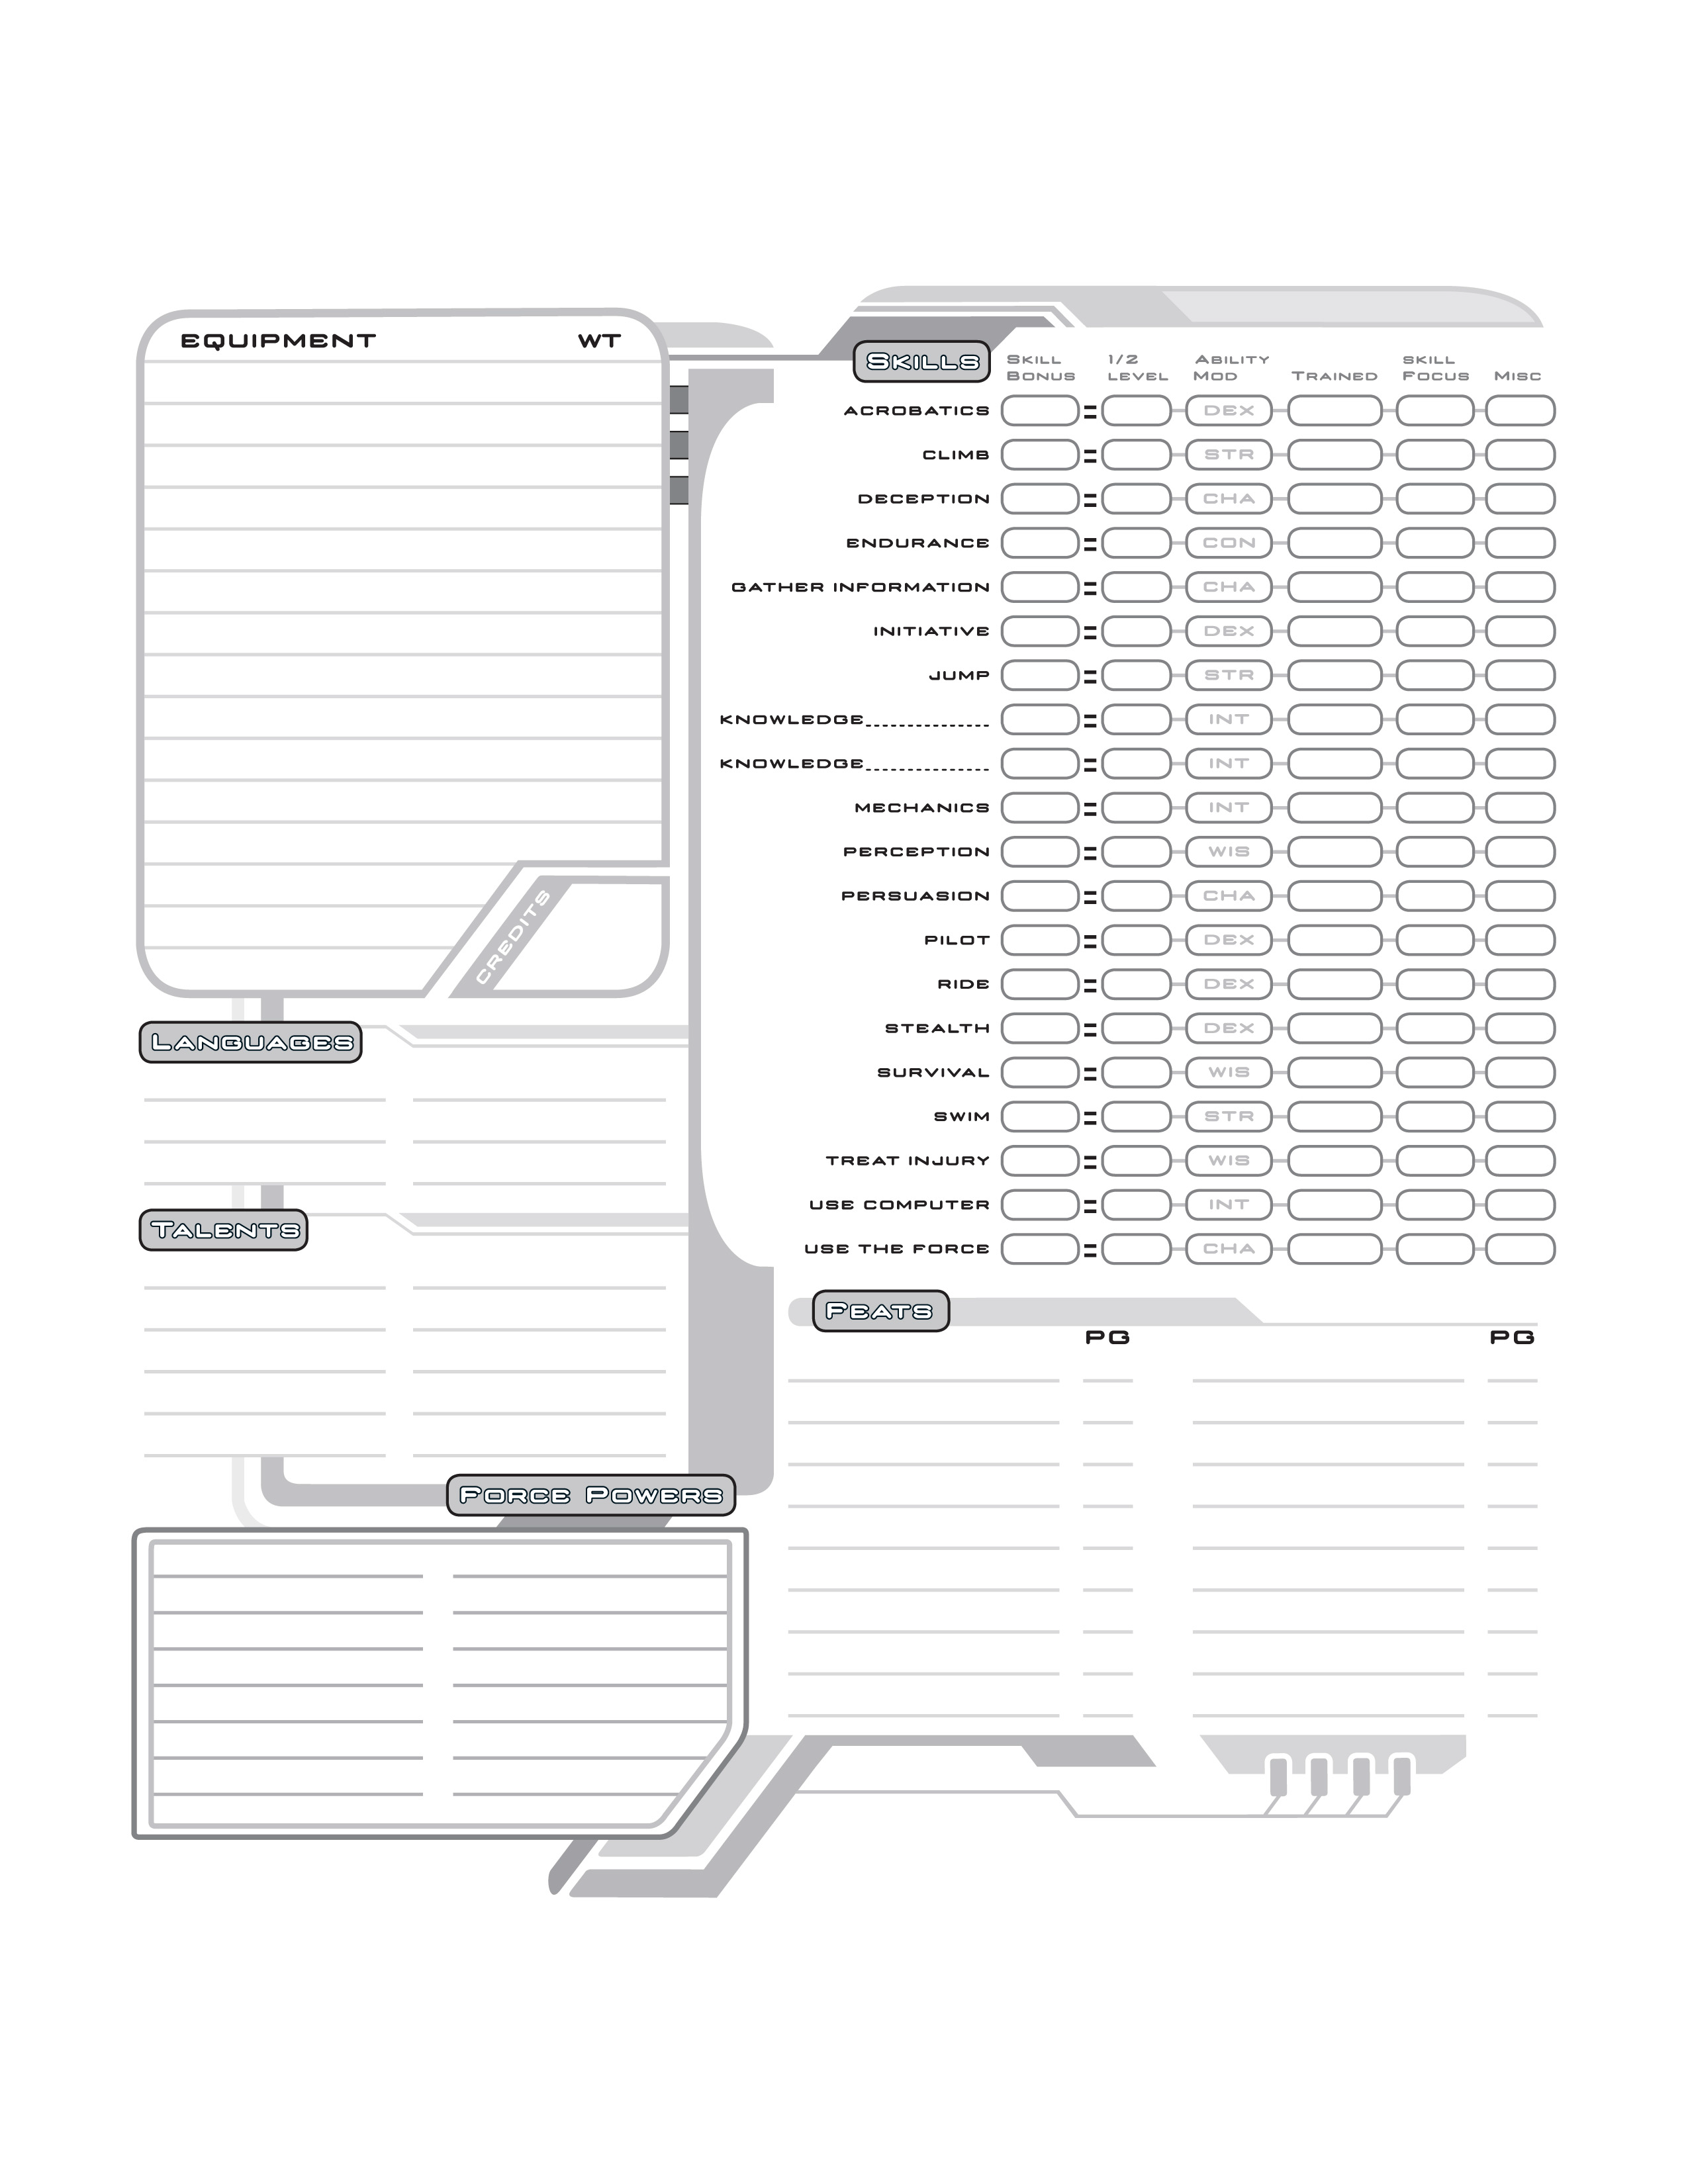 EQUIPMENT WT
CREDITS
LANGUAGES
TALENTS
FORCE POWERS
SKILLS
SKILL BONUS 1/2 LEVEL ABILITY MOD TRAINED SKILL FOCUS MISC
ACROBATICS = DEX
CLIMB = STR
DECEPTION = CHA
ENDURANCE = CON
GATHER INFORMATION = CHA
INITIATIVE = DEX
JUMP = STR
KNOWLEDGE = INT
KNOWLEDGE = INT
MECHANICS = INT
PERCEPTION = WIS
PERSUASION = CHA
PILOT = DEX
RIDE = DEX
STEALTH = DEX
SURVIVAL = WIS
SWIM = STR
TREAT INJURY = WIS
USE COMPUTER = INT
USE THE FORCE = CHA
FEATS
PG PG